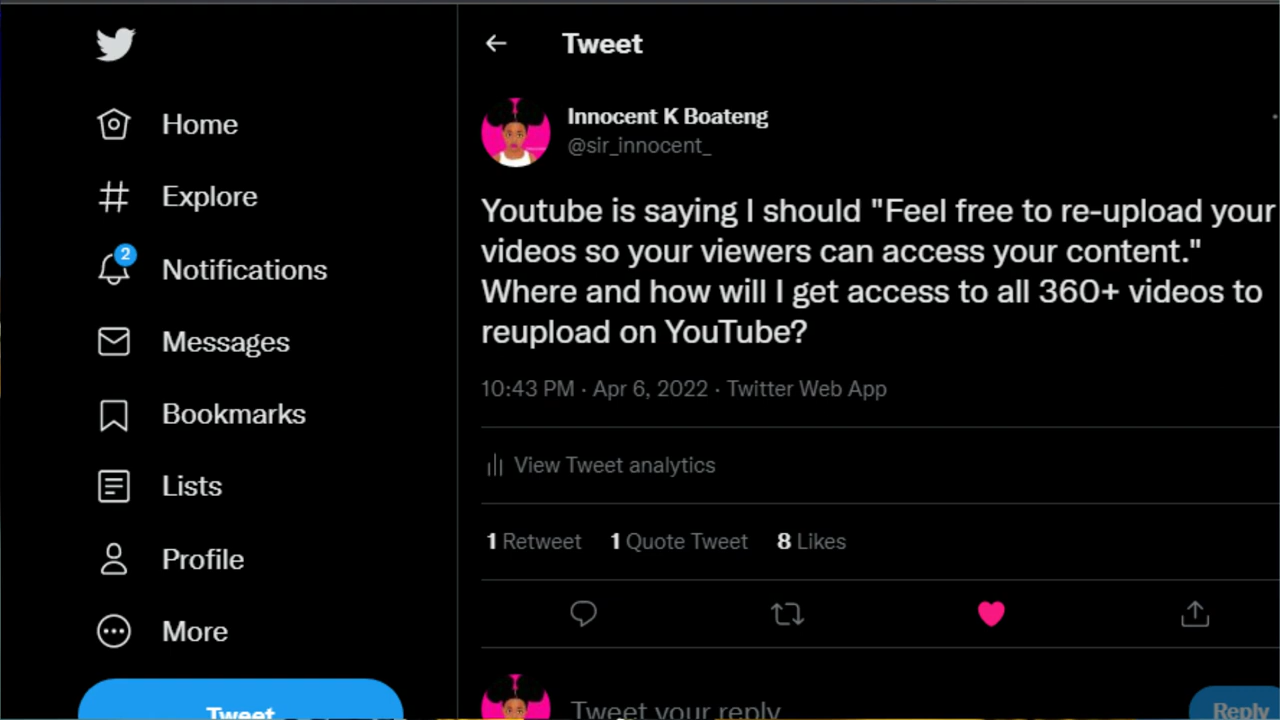 Tweet
Home
Explore
2
Notifications
Messages
Bookmarks
Lists
Profile
More
Tweet
Innocent K Boateng
@sir_innocent_
Youtube is saying I should "Feel free to re-upload your
videos so your viewers can access your content."
Where and how will I get access to all 360+ videos to
reupload on YouTube?
10:43 PM · Apr 6, 2022 · Twitter Web App
View Tweet analytics
1 Retweet 1 Quote Tweet 8 Likes
Tweet your reply
Reply